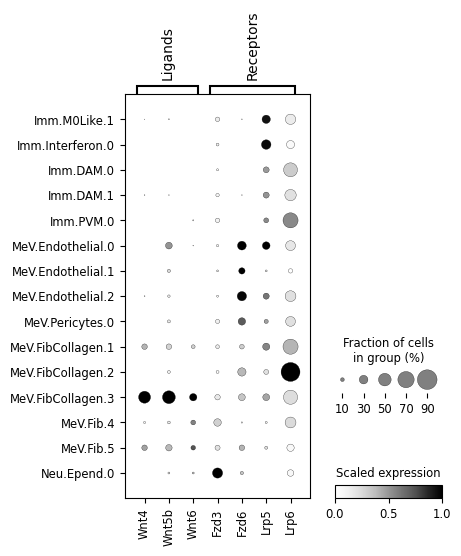 Ligands
Receptors
Imm.M0Like.1
Imm.Interferon.0
Imm.DAM.0
Imm.DAM.1
Imm.PVM.0
MeV.Endothelial.0
MeV.Endothelial.1
MeV.Endothelial.2
MeV.Pericytes.0
MeV.FibCollagen.1
MeV.FibCollagen.2
MeV.FibCollagen.3
MeV.Fib.4
MeV.Fib.5
Neu.Epend.0
Wnt4
Wnt5b
Wnt6
Fzd3
Fzd6
Lrp5
Lrp6
Fraction of cells
in group (%)
10 30 50 70 90
Scaled expression
0.0 0.5 1.0